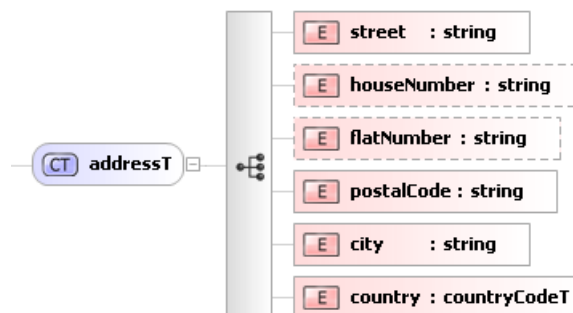 E street : string
E houseNumber : string
E flatNumber : string
CT addressT
E postalCode : string
E city : string
E country : countryCodeT